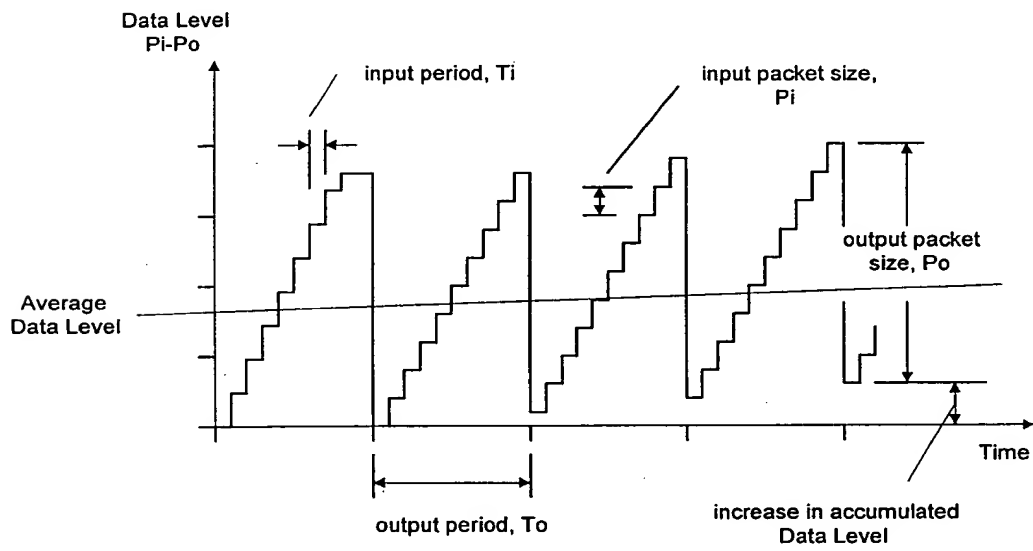 Data Level
Pi-Po
input period, Ti
input packet size,
Pi
output packet
size, Po
Average
Data Level
Time
output period, To
increase in accumulated
Data Level